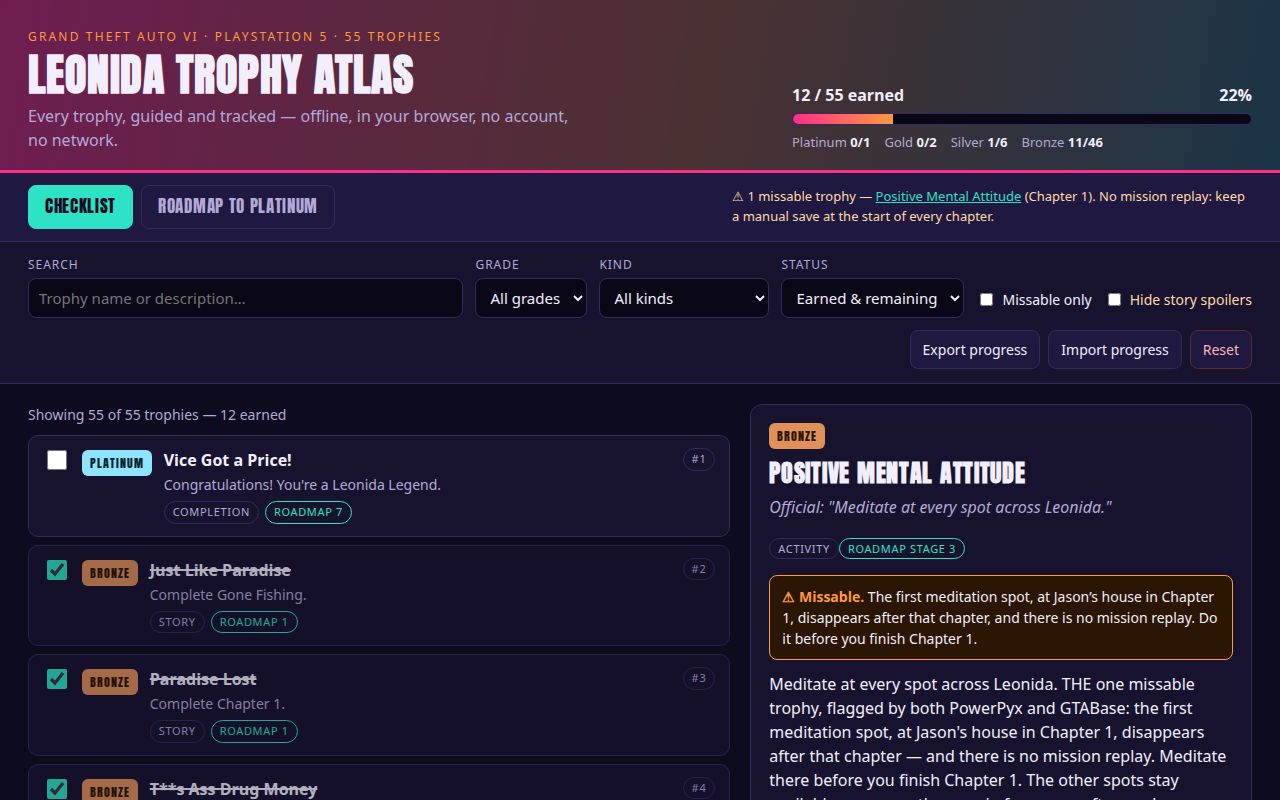 GRAND THEFT AUTO VI · PLAYSTATION 5 · 55 TROPHIES
LEONIDA TROPHY ATLAS
Every trophy, guided and tracked — offline, in your browser, no account,
no network.
12 / 55 earned
22%
Platinum 0/1 Gold 0/2 Silver 1/6 Bronze 11/46
CHECKLIST
ROADMAP TO PLATINUM
⚠ 1 missable trophy — Positive Mental Attitude (Chapter 1). No mission replay: keep
a manual save at the start of every chapter.
SEARCH
GRADE
KIND
STATUS
Trophy name or description...
All grades
All kinds
Earned & remaining
Missable only
Hide story spoilers
Export progress
Import progress
Reset
Showing 55 of 55 trophies — 12 earned
PLATINUM
Vice Got a Price!
#1
Congratulations! You're a Leonida Legend.
COMPLETION
ROADMAP 7
BRONZE
Just Like Paradise
#2
Complete Gone Fishing.
STORY
ROADMAP 1
BRONZE
Paradise Lost
#3
Complete Chapter 1.
STORY
ROADMAP 1
BRONZE
T**s Ass Drug Money
#4
BRONZE
POSITIVE MENTAL ATTITUDE
Official: "Meditate at every spot across Leonida."
ACTIVITY
ROADMAP STAGE 3
⚠ Missable. The first meditation spot, at Jason's house in Chapter
1, disappears after that chapter, and there is no mission replay. Do
it before you finish Chapter 1.
Meditate at every spot across Leonida. THE one missable
trophy, flagged by both PowerPyx and GTABase: the first
meditation spot, at Jason's house in Chapter 1, disappears
after that chapter — and there is no mission replay. Meditate
there before you finish Chapter 1. The other spots stay